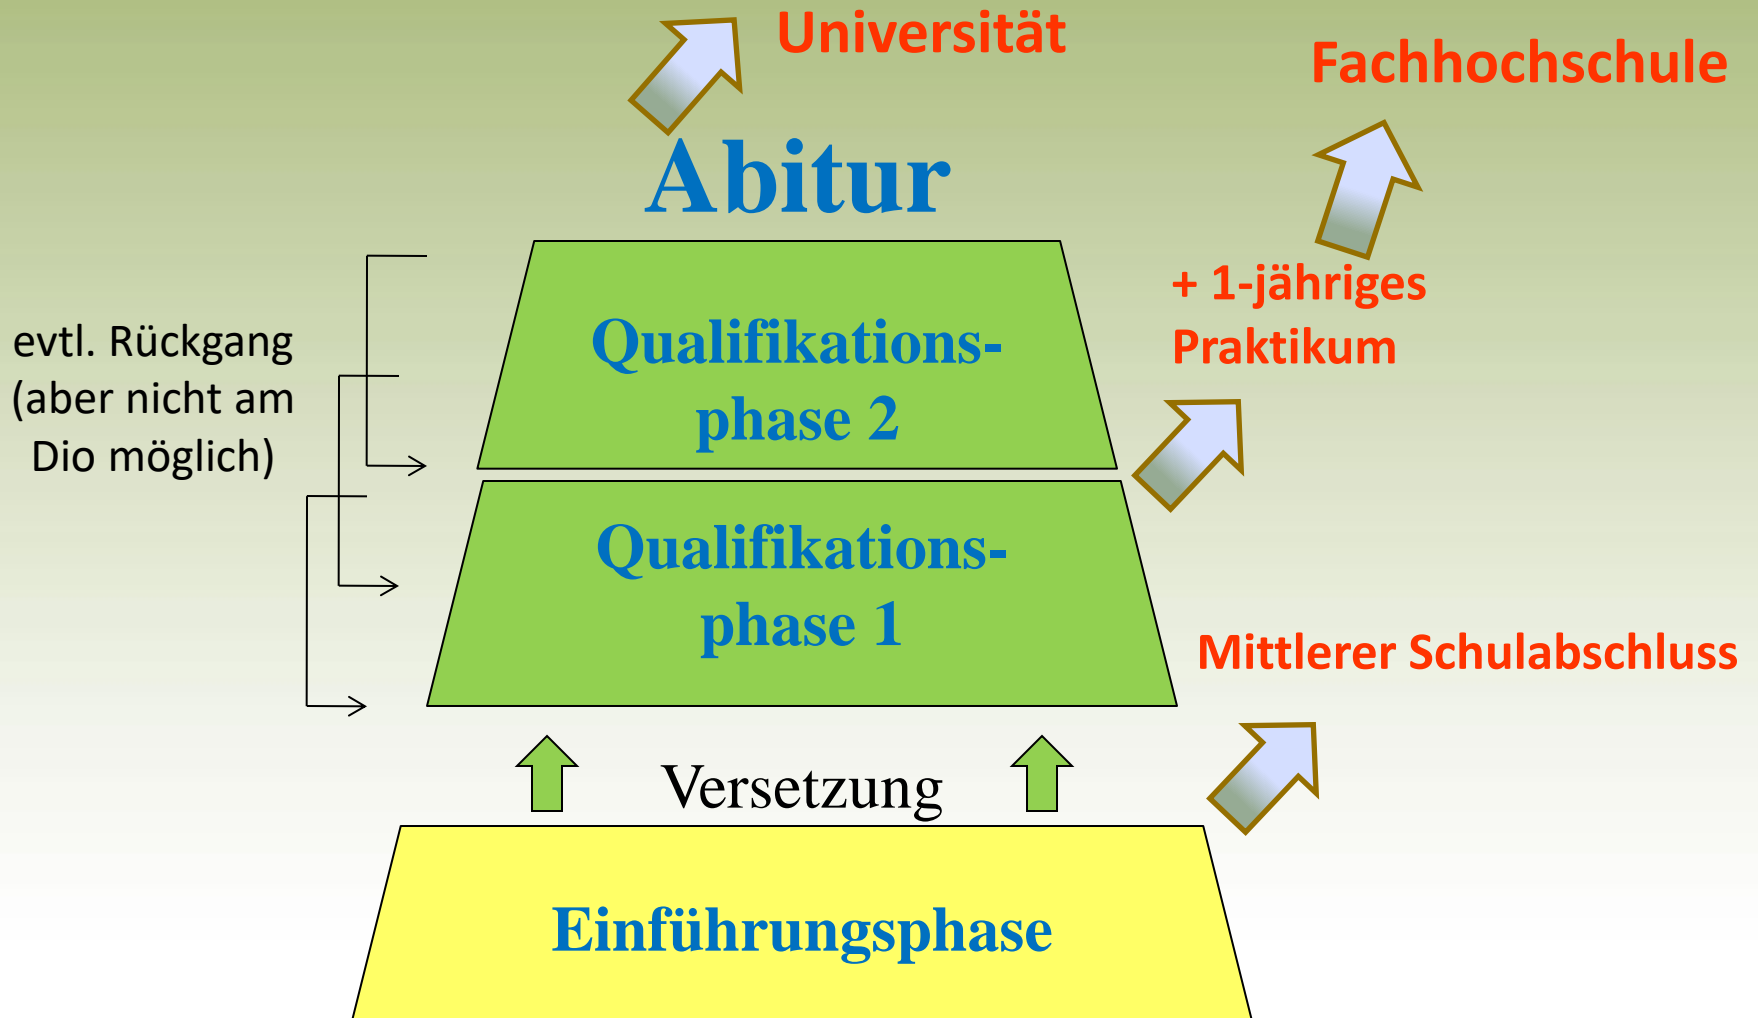 Universität
Fachhochschule
Abitur
+ 1-jähriges
Praktikum
evtl. Rückgang
(aber nicht am
Dio möglich)
Qualifikations-
phase 2
Qualifikations-
phase 1
Mittlerer Schulabschluss
Versetzung
Einführungsphase